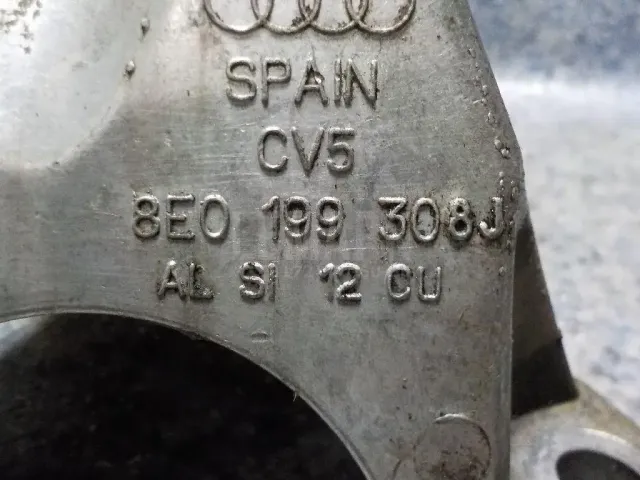 SPAIN
CV5
8E0 199 308J
AL SI 12 CU